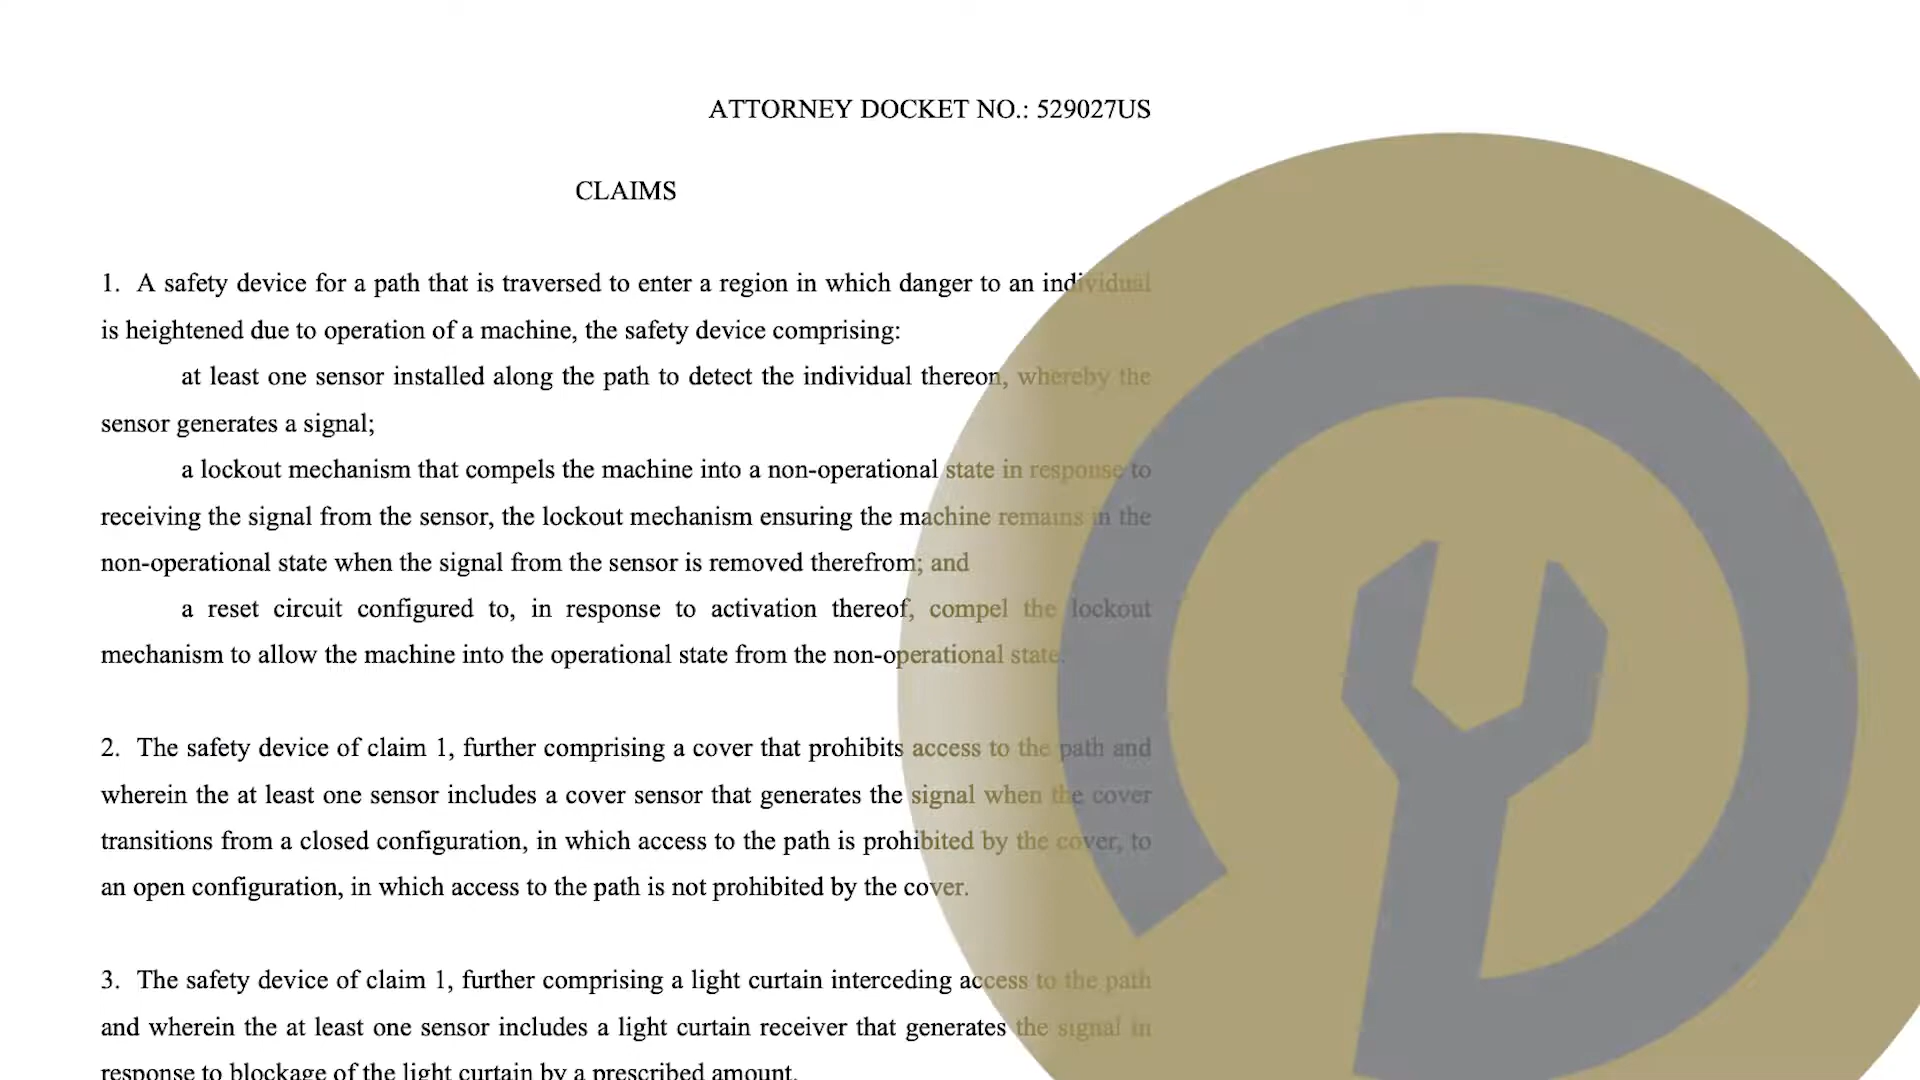 ATTORNEY DOCKET NO.: 529027US
CLAIMS
1. A safety device for a path that is traversed to enter a region in which danger to an individual
is heightened due to operation of a machine, the safety device comprising:
at least one sensor installed along the path to detect the individual thereon, whereby the
sensor generates a signal;
a lockout mechanism that compels the machine into a non-operational state in response to
receiving the signal from the sensor, the lockout mechanism ensuring the machine remains in the
non-operational state when the signal from the sensor is removed therefrom; and
a reset circuit configured to, in response to activation thereof, compel the lockout
mechanism to allow the machine into the operational state from the non-operational state.
2. The safety device of claim 1, further comprising a cover that prohibits access to the path and
wherein the at least one sensor includes a cover sensor that generates the signal when the cover
transitions from a closed configuration, in which access to the path is prohibited by the cover, to
an open configuration, in which access to the path is not prohibited by the cover.
3. The safety device of claim 1, further comprising a light curtain interceding access to the path
and wherein the at least one sensor includes a light curtain receiver that generates the signal in
response to blockage of the light curtain by a prescribed amount.